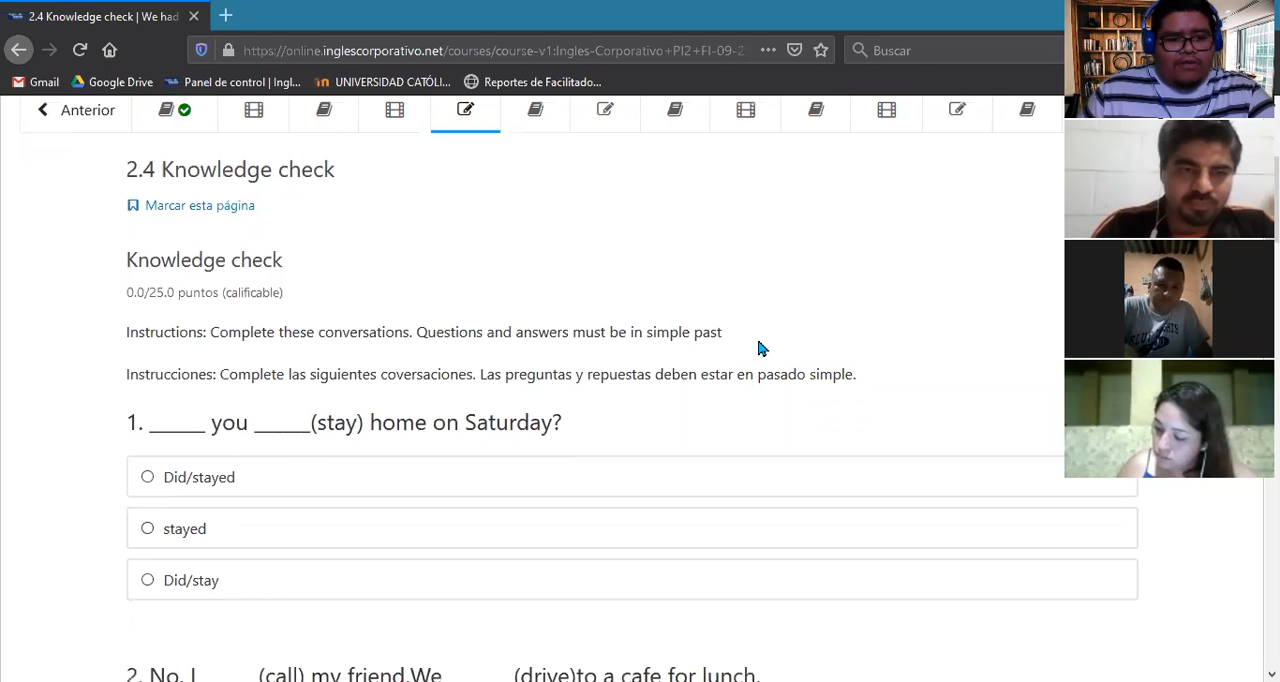 2.4 Knowledge check | We had
https://online.inglescorporativo.net/courses/course-v1:Ingles-Corporativo+PI2+FI-09-2
Buscar
Gmail Google Drive Panel de control | Ingl... UNIVERSIDAD CATÓLI... Reportes de Facilitado...
Anterior
2.4 Knowledge check
Marcar esta página
Knowledge check
0.0/25.0 puntos (calificable)
Instructions: Complete these conversations. Questions and answers must be in simple past
Instrucciones: Complete las siguientes coversaciones. Las preguntas y repuestas deben estar en pasado simple.
1. _____ you _____(stay) home on Saturday?
Did/stayed
stayed
Did/stay
2. No, I _____ (call) my friend.We _____ (drive)to a cafe for lunch.